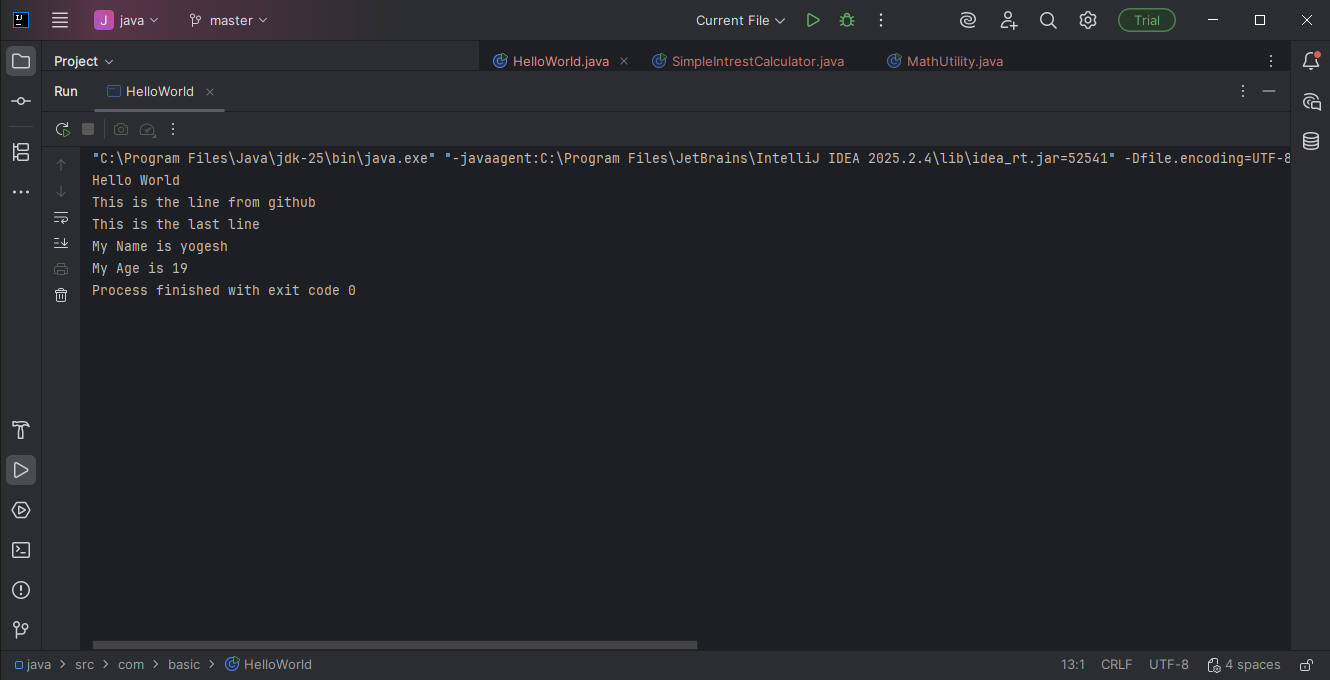 J java master Current File Trial
Project HelloWorld.java SimpleIntrestCalculator.java MathUtility.java
Run HelloWorld
"C:\Program Files\Java\jdk-25\bin\java.exe" "-javaagent:C:\Program Files\JetBrains\IntelliJ IDEA 2025.2.4\lib\idea_rt.jar=52541" -Dfile.encoding=UTF-8
Hello World
This is the line from github
This is the last line
My Name is yogesh
My Age is 19
Process finished with exit code 0
java > src > com > basic > HelloWorld 13:1 CRLF UTF-8 4 spaces